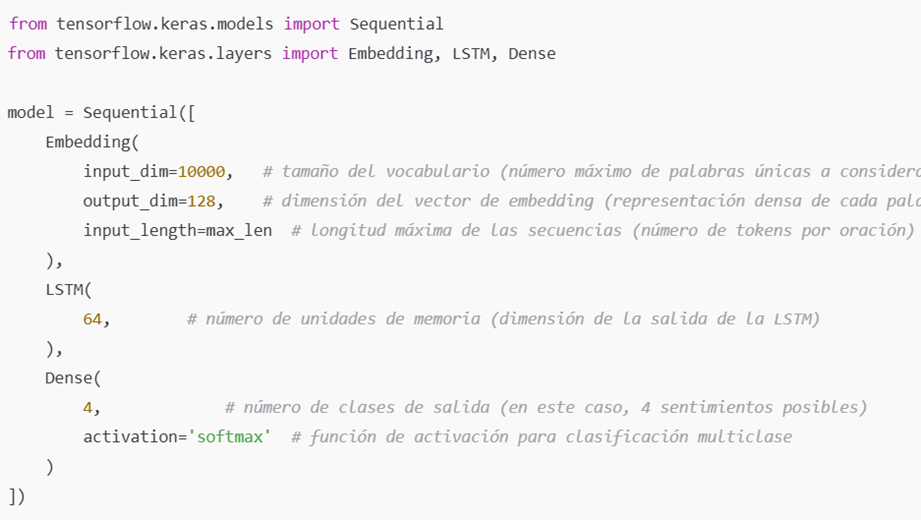 from tensorflow.keras.models import Sequential
from tensorflow.keras.layers import Embedding, LSTM, Dense

model = Sequential([
    Embedding(
        input_dim=10000,   # tamaño del vocabulario (número máximo de palabras únicas a
        output_dim=128,    # dimensión del vector de embedding (representación densa de cada
        input_length=max_len  # longitud máxima de las secuencias (número de tokens por oración)
    ),
    LSTM(
        64,        # número de unidades de memoria (dimensión de la salida de la LSTM)
    ),
    Dense(
        4,             # número de clases de salida (en este caso, 4 sentimientos posibles)
        activation='softmax'  # función de activación para clasificación multiclase
    )
])